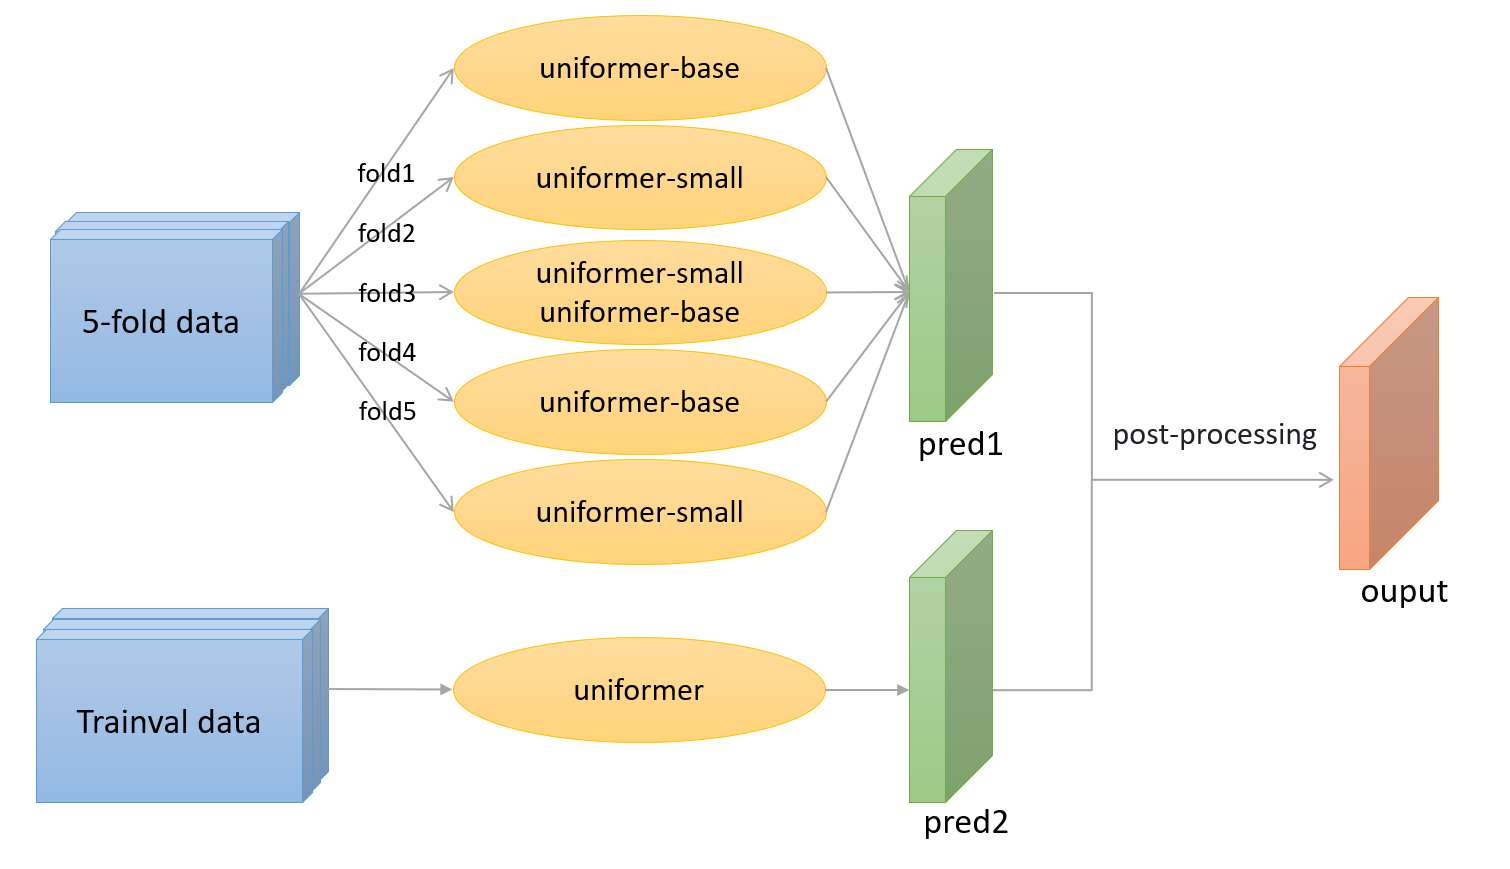 uniformer-base
fold1
uniformer-small
fold2
uniformer-small
uniformer-base
fold3
5-fold data
fold4
uniformer-base
fold5
uniformer-small
pred1
post-processing
ouput
Trainval data
uniformer
pred2